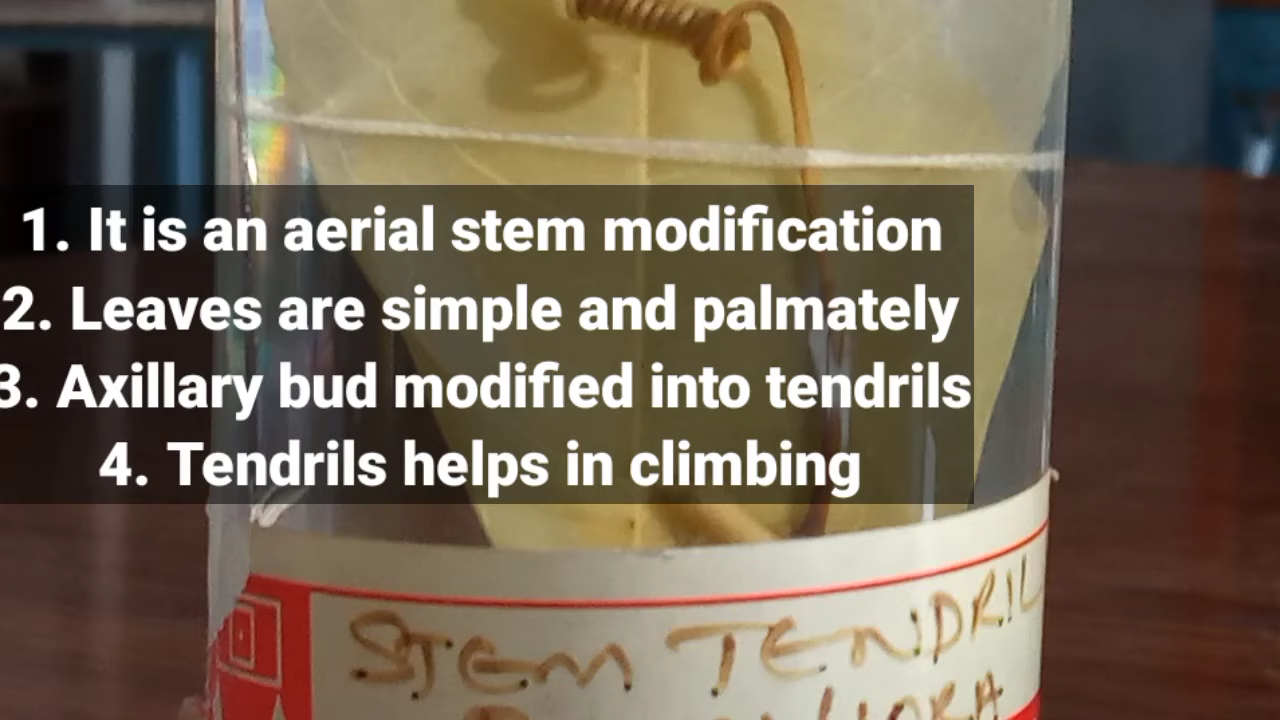 1. It is an aerial stem modification
2. Leaves are simple and palmately
3. Axillary bud modified into tendrils
4. Tendrils helps in climbing
STEM TENDRIL